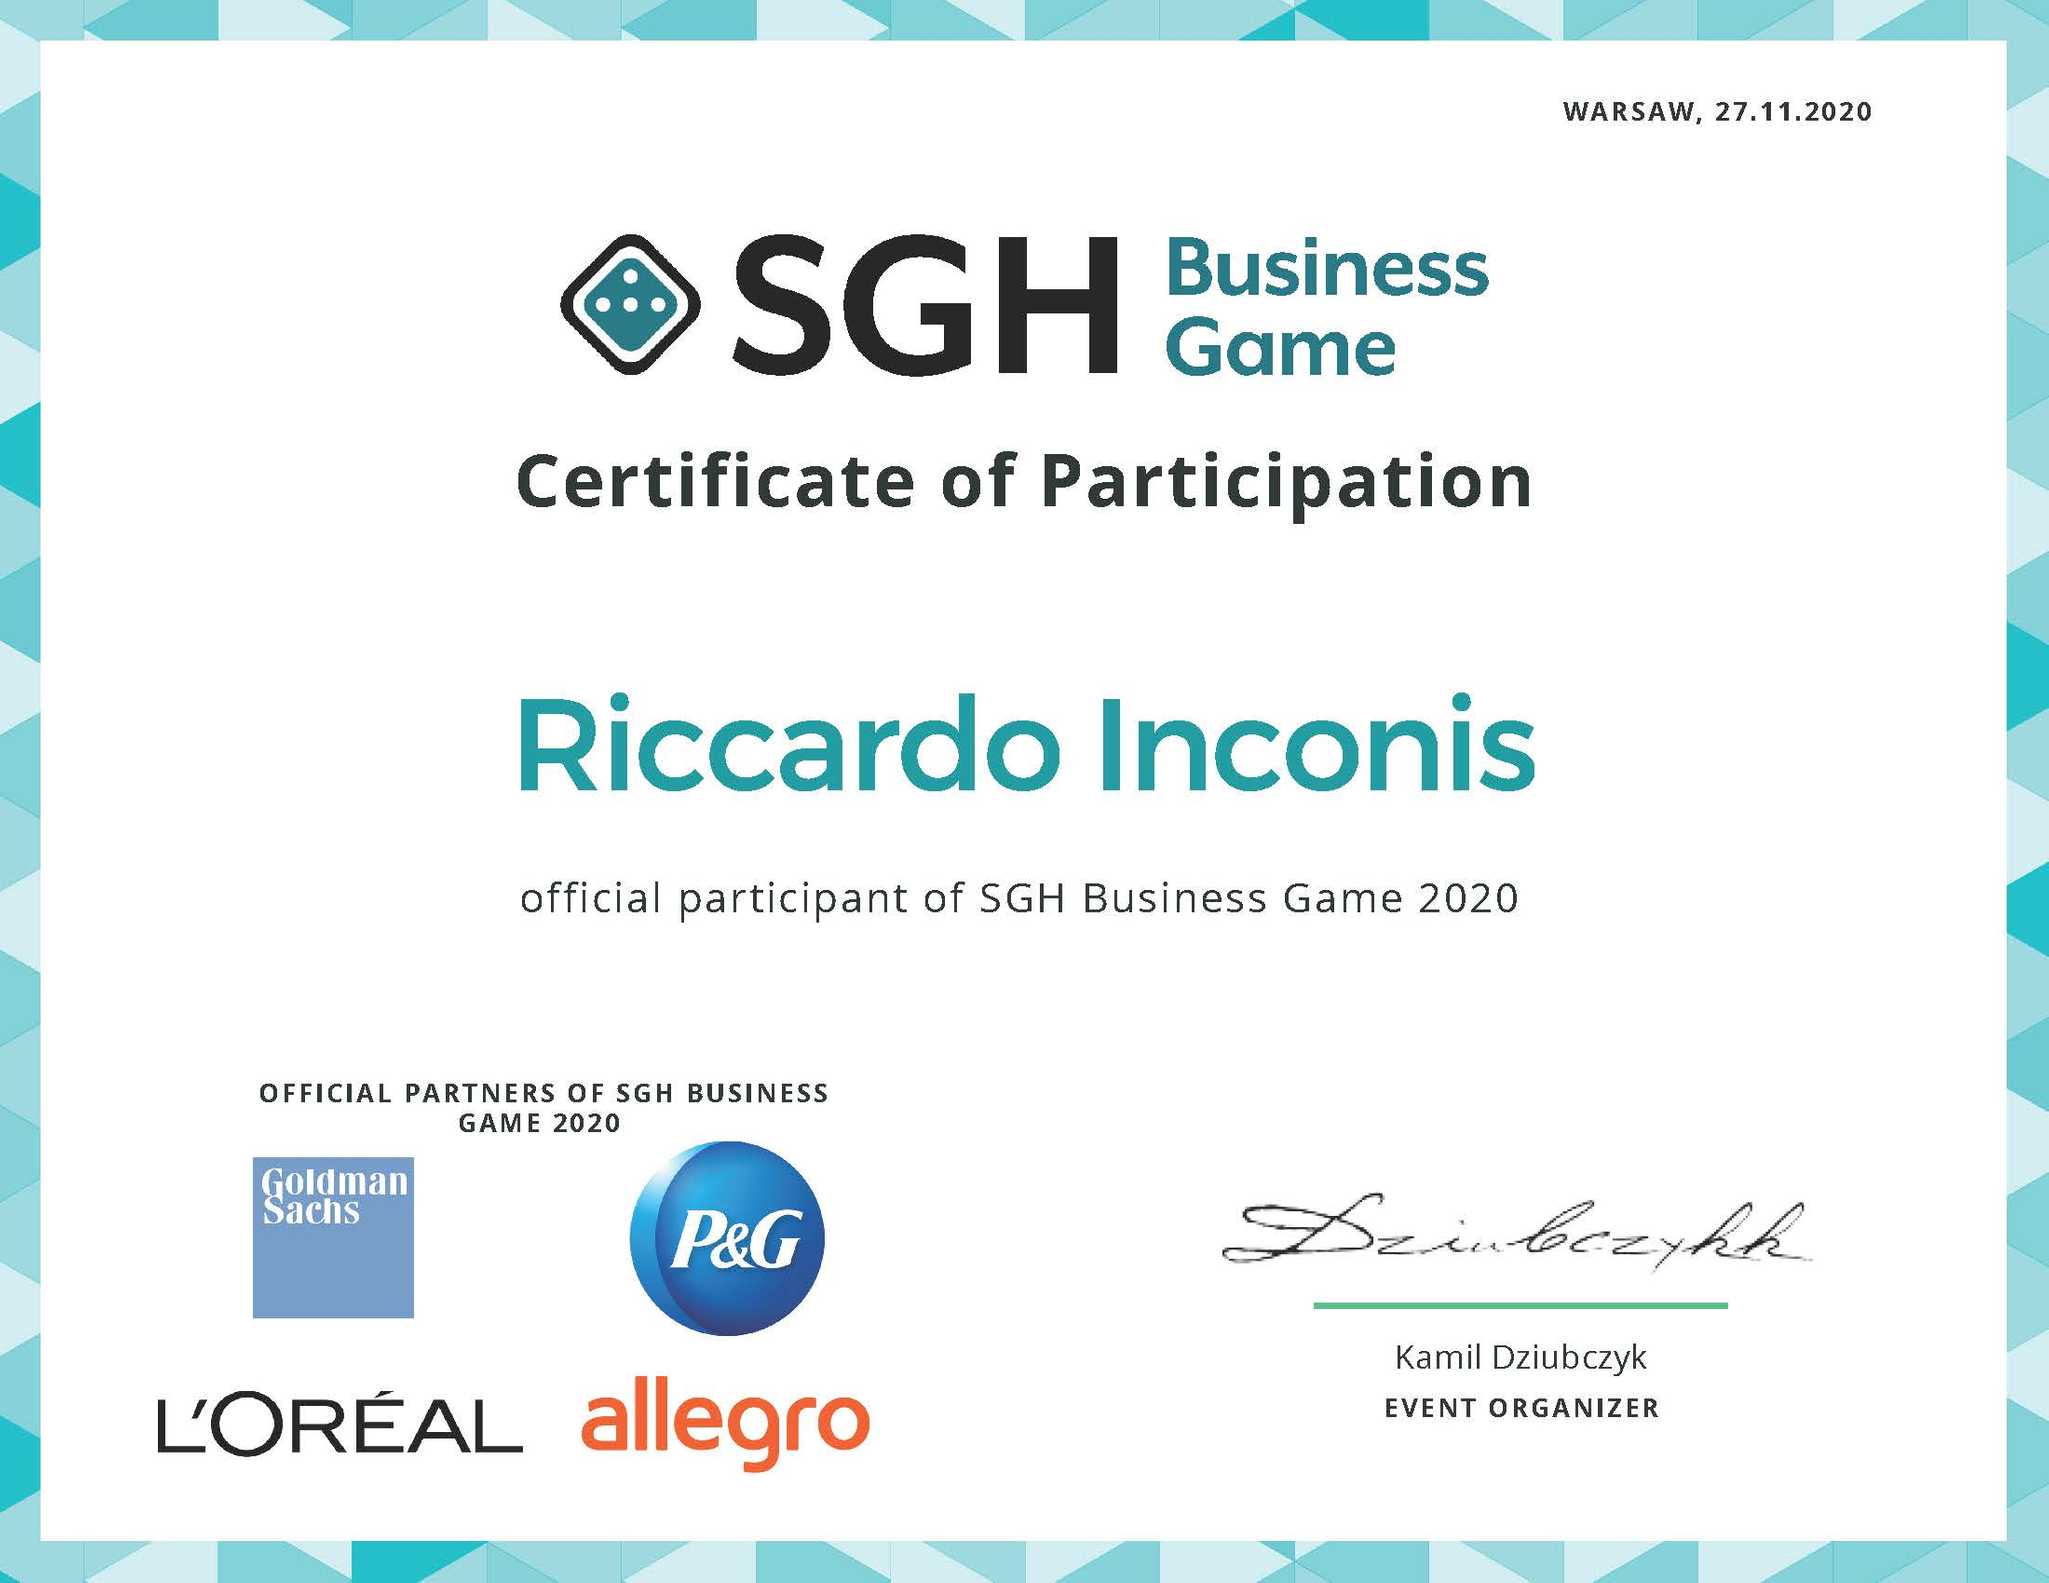 WARSAW, 27.11.2020
SGH Business
Game
Certificate of Participation
Riccardo Inconis
official participant of SGH Business Game 2020
OFFICIAL PARTNERS OF SGH BUSINESS
GAME 2020
Goldman
Sachs
P&G
L'ORÉAL
allegro
Dziubczykk
Kamil Dziubczyk
EVENT ORGANIZER